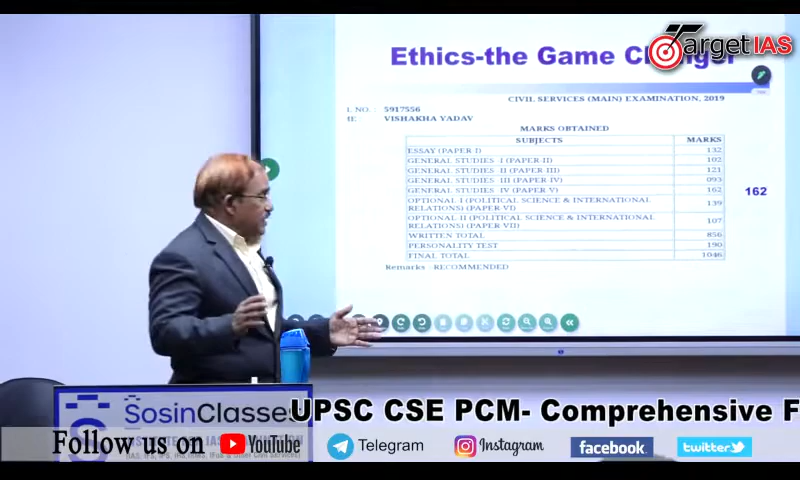 Target IAS
Ethics-the Game C
CIVIL SERVICES (MAIN) EXAMINATION, 2019
L NO. : 5917556
IE VISHAKHA YADAV
MARKS OBTAINED
SUBJECTS MARKS
ESSAY (PAPER I) 132
GENERAL STUDIES -I (PAPER II) 102
GENERAL STUDIES -II (PAPER III) 121
GENERAL STUDIES -III (PAPER IV) 093
GENERAL STUDIES -IV (PAPER V) 162
162
OPTIONAL I (POLITICAL SCIENCE & INTERNATIONAL
RELATIONS) (PAPER-VI) 139
OPTIONAL II (POLITICAL SCIENCE & INTERNATIONAL
RELATIONS) (PAPER-VII) 107
WRITTEN TOTAL 856
PERSONALITY TEST 190
FINAL TOTAL 1046
Remarks RECOMMENDED
SosinClasses
UPSC CSE PCM- Comprehensive F
Follow us on YouTube Telegram Instagram facebook twitter